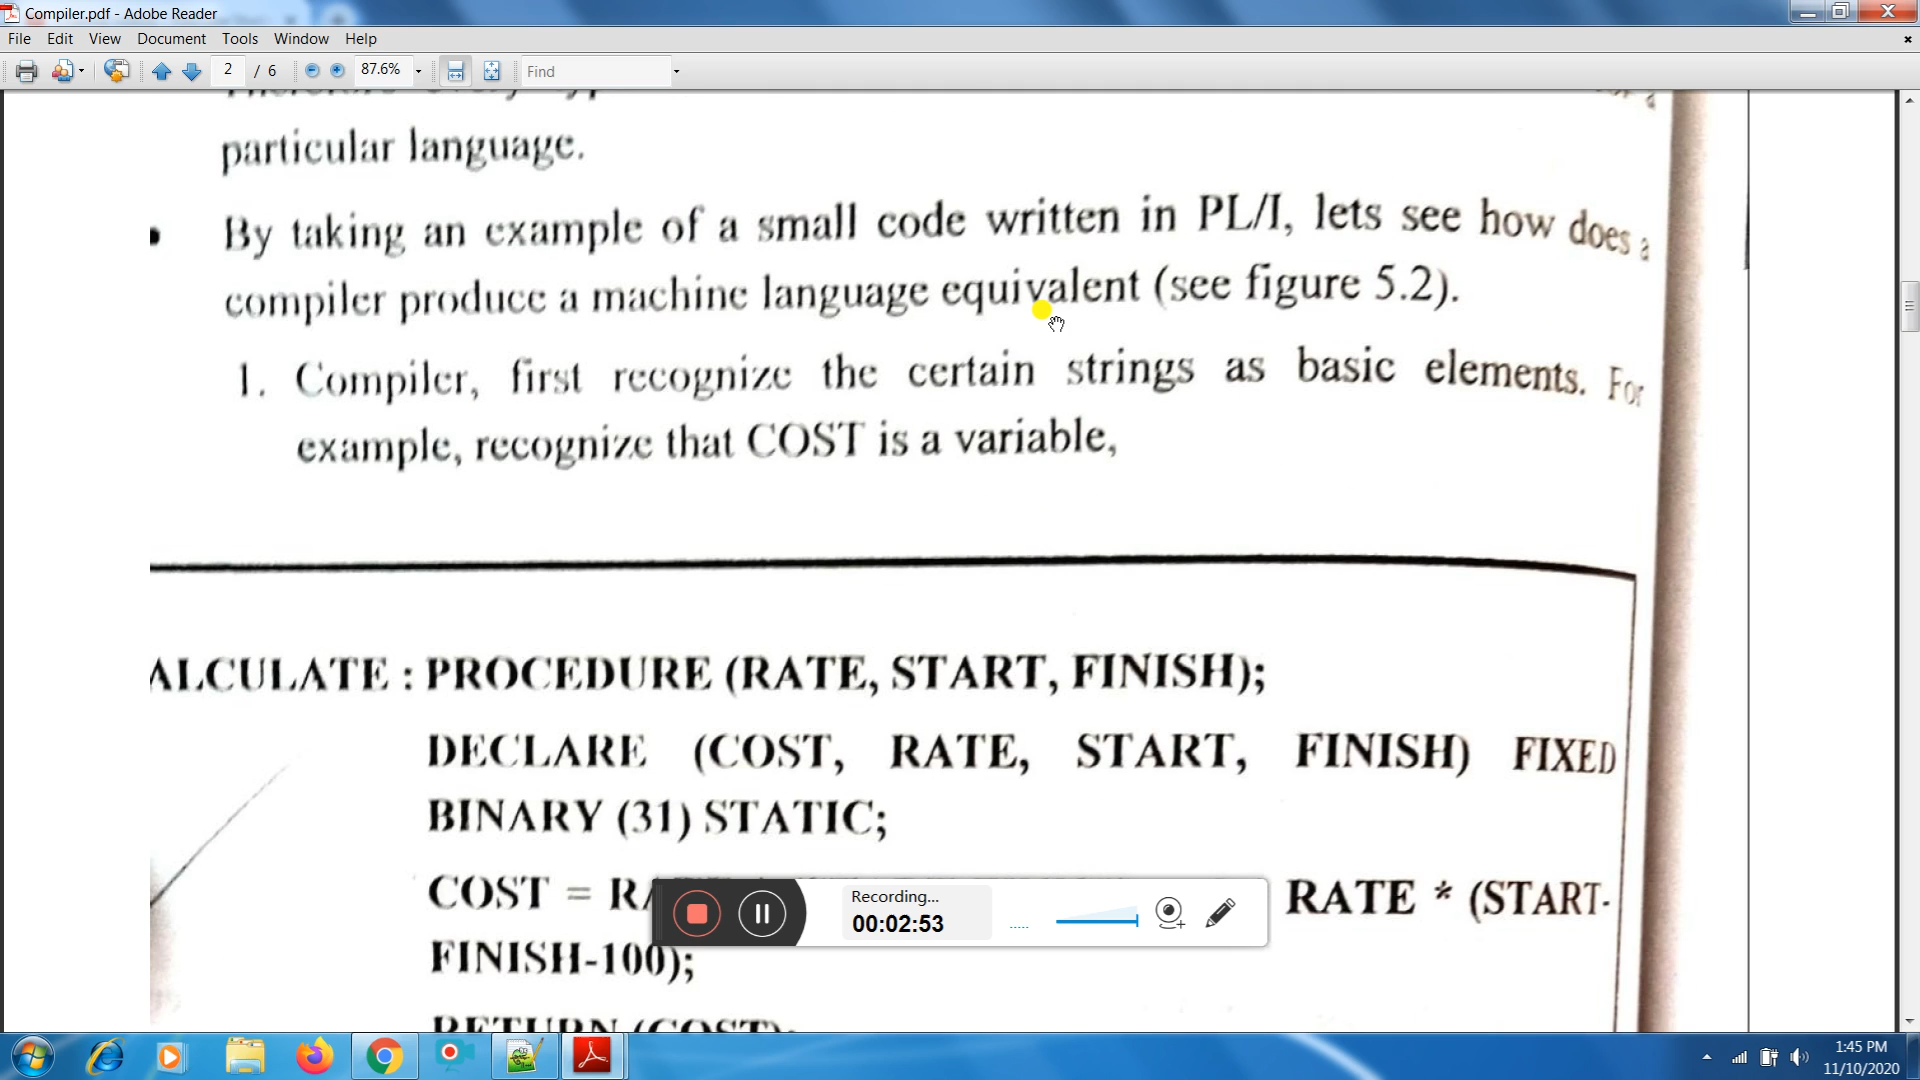 Compiler.pdf - Adobe Reader
File Edit View Document Tools Window Help
2 / 6 87.6% Find
particular language.
• By taking an example of a small code written in PL/I, lets see how does a
compiler produce a machine language equivalent (see figure 5.2).
1. Compiler, first recognize the certain strings as basic elements. For
example, recognize that COST is a variable,
ALCULATE : PROCEDURE (RATE, START, FINISH);
DECLARE (COST, RATE, START, FINISH) FIXED
BINARY (31) STATIC;
COST = RATE * (START-
FINISH-100);
RETURN (COST);
Recording...
00:02:53
1:45 PM
11/10/2020